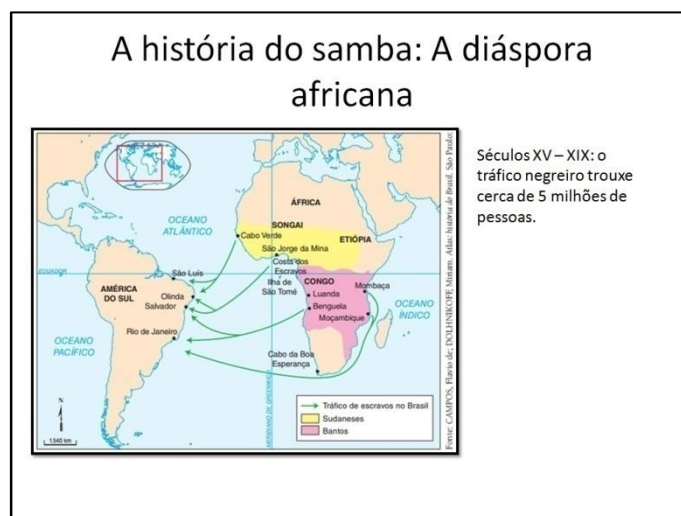 A história do samba: A diáspora
africana
Séculos XV – XIX: o
tráfico negreiro trouxe
cerca de 5 milhões de
pessoas.
ÁFRICA
OCEANO
ATLÂNTICO
SONGAI
Cabo Verde
ETIÓPIA
São Jorge da Mina
Costa dos
Escravos
EQUADOR
São Luís
Ilha de
São Tomé
CONGO
Mombaça
AMÉRICA
DO SUL
Olinda
Salvador
Luanda
Benguela
Moçambique
OCEANO
ÍNDICO
Rio de Janeiro
OCEANO
PACÍFICO
Cabo da Boa
Esperança
MERIDIANO DE GREENWICH
N
1.540 km
Tráfico de escravos no Brasil
Sudaneses
Bantos
Fonte: CAMPOS, Flavio de; DOLHNIKOFF, Miriam. Atlas: história do Brasil. São Paulo: